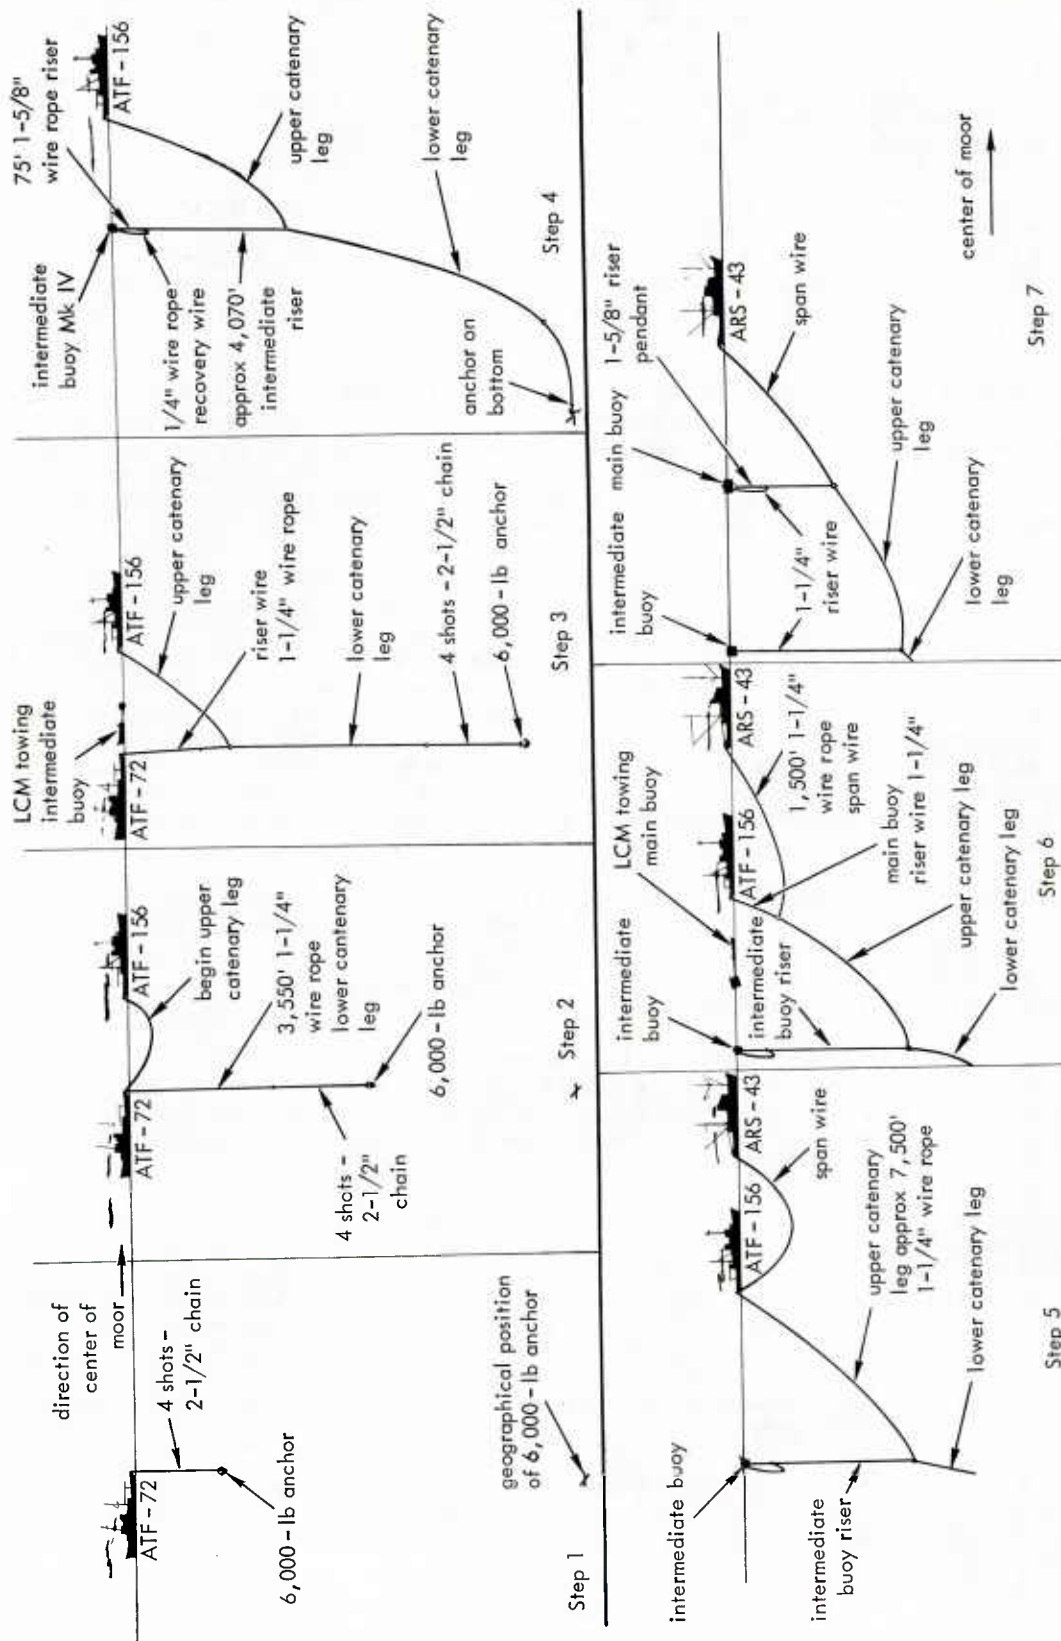 direction of
center of
moor
ATF-72
4 shots -
2-1/2" chain
6,000-lb anchor
geographical position
of 6,000-lb anchor
Step 1
ATF-72
ATF-156
begin upper
catenary leg
3,550' 1-1/4"
wire rope
lower cantenary
leg
4 shots -
2-1/2"
chain
6,000-lb anchor
Step 2
LCM towing
intermediate
buoy
ATF-72
ATF-156
upper catenary
leg
riser wire
1-1/4" wire rope
lower catenary
leg
4 shots - 2-1/2" chain
6,000-lb anchor
Step 3
intermediate
buoy Mk IV
75' 1-5/8"
wire rope riser
ATF-156
1/4" wire rope
recovery wire
approx 4,070'
intermediate
riser
upper catenary
leg
lower catenary
leg
anchor on
bottom
Step 4
intermediate buoy
ATF-156
ARS-43
span wire
intermediate
buoy riser
upper catenary
leg approx 7,500'
1-1/4" wire rope
lower catenary leg
Step 5
intermediate
buoy
LCM towing
main buoy
ATF-156
ARS-43
intermediate
buoy riser
1,500' 1-1/4"
wire rope
span wire
main buoy
riser wire 1-1/4"
upper catenary leg
lower catenary leg
Step 6
intermediate
buoy
main buoy
1-5/8" riser
pendant
ARS-43
span wire
1-1/4"
riser wire
upper catenary
leg
lower catenary
leg
center of moor
Step 7